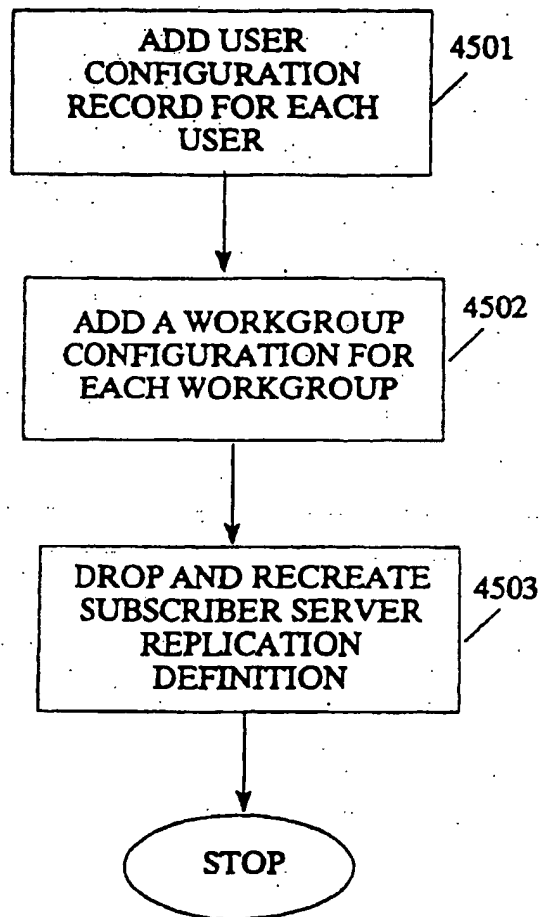 ADD USER
CONFIGURATION
RECORD FOR EACH
USER
4501
ADD A WORKGROUP
CONFIGURATION FOR
EACH WORKGROUP
4502
DROP AND RECREATE
SUBSCRIBER SERVER
REPLICATION
DEFINITION
4503
STOP